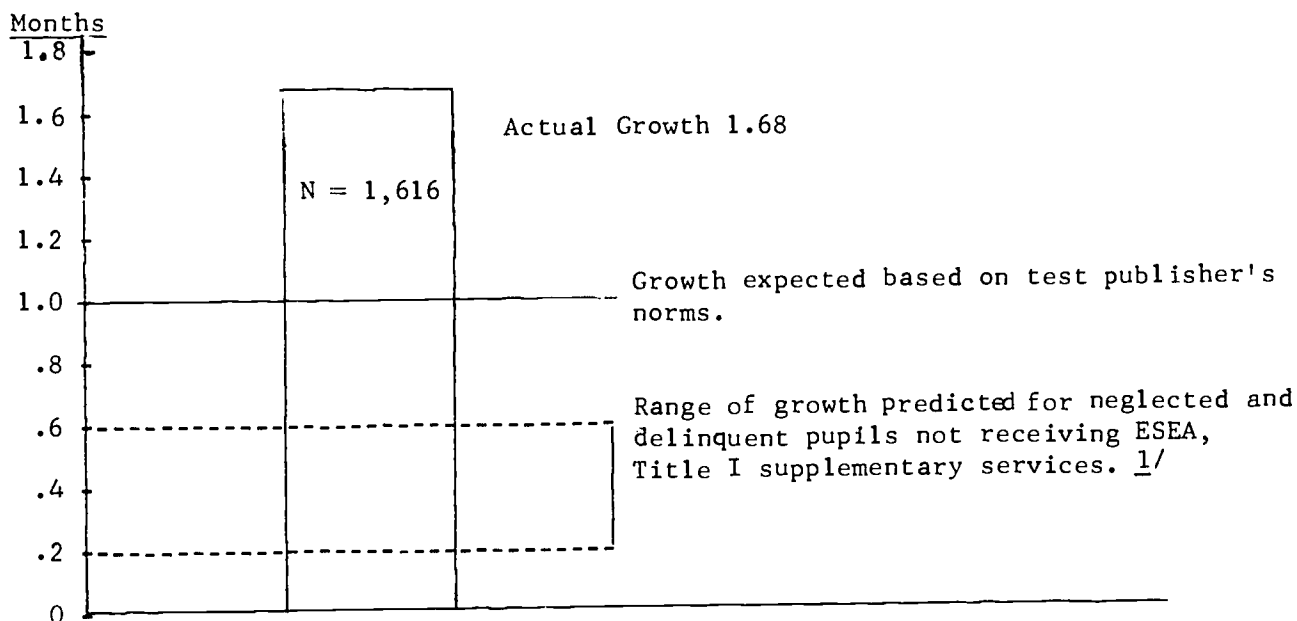 Months
1.8
1.6
Actual Growth 1.68
1.4
N = 1,616
1.2
Growth expected based on test publisher's
1.0
norms.
.8
Range of growth predicted for neglected and
.6
delinquent pupils not receiving ESEA,
Title I supplementary services. 1/
.4
.2
0